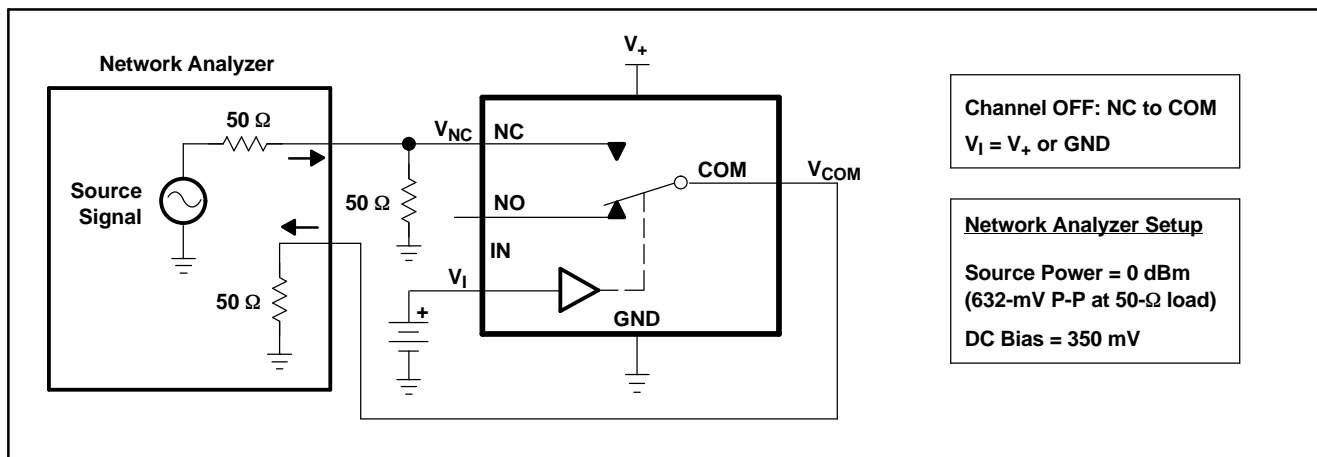 V+
Network Analyzer
50 Ω
VNC
NC
COM
VCOM
Source
Signal
50 Ω
NO
IN
50 Ω
VI
+
GND
Channel OFF: NC to COM
VI = V+ or GND
Network Analyzer Setup
Source Power = 0 dBm
(632-mV P-P at 50-Ω load)
DC Bias = 350 mV